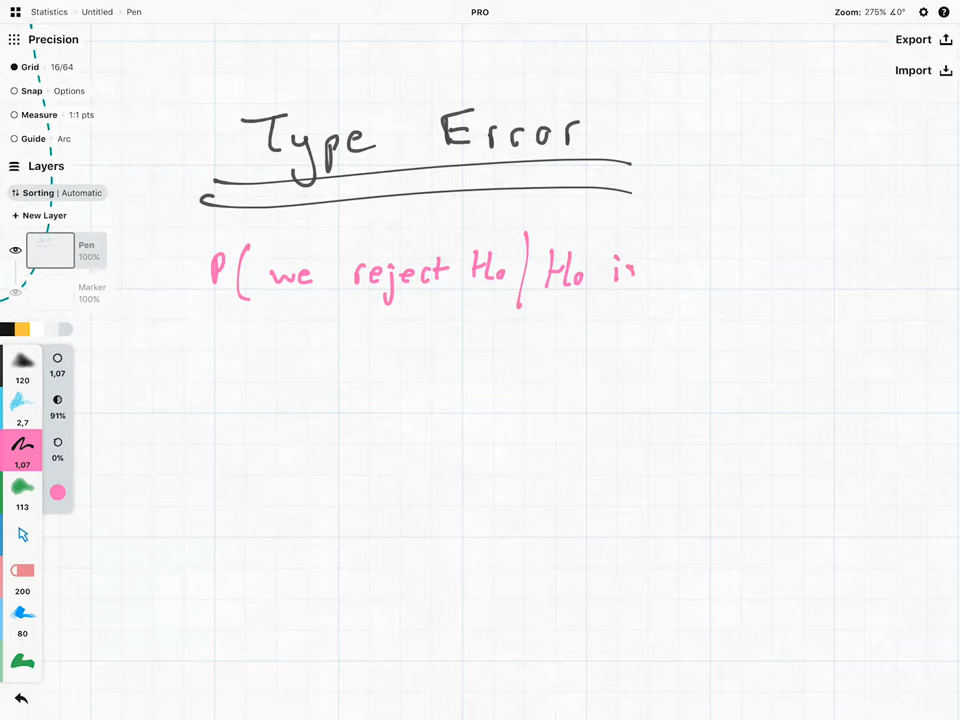 Statistics › Untitled › Pen
PRO
Zoom: 275% ∡0°
Precision
Export
Grid › 16/64
Import
Snap Options
Measure › 1:1 pts
Guide › Arc
Layers
Sorting | Automatic
+ New Layer
Pen
100%
Marker
100%
Type Error
P( we reject H₀ | H₀ is
120
1,07
2,7
91%
1,07
0%
113
200
80